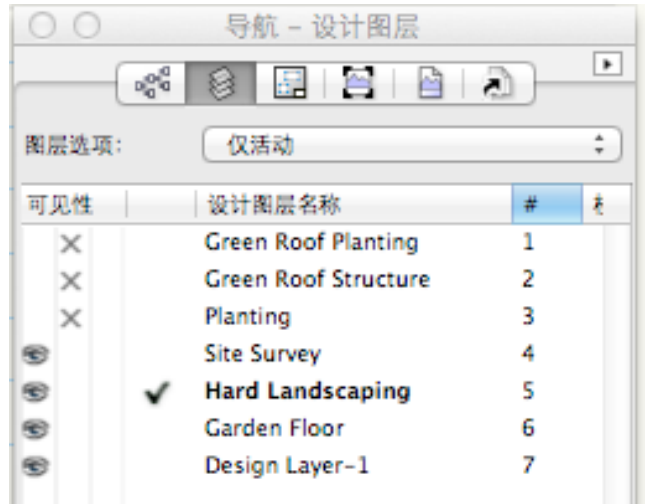 导航 – 设计图层
图层选项: 仅活动
可见性 设计图层名称 #
Green Roof Planting 1
Green Roof Structure 2
Planting 3
Site Survey 4
Hard Landscaping 5
Garden Floor 6
Design Layer-1 7